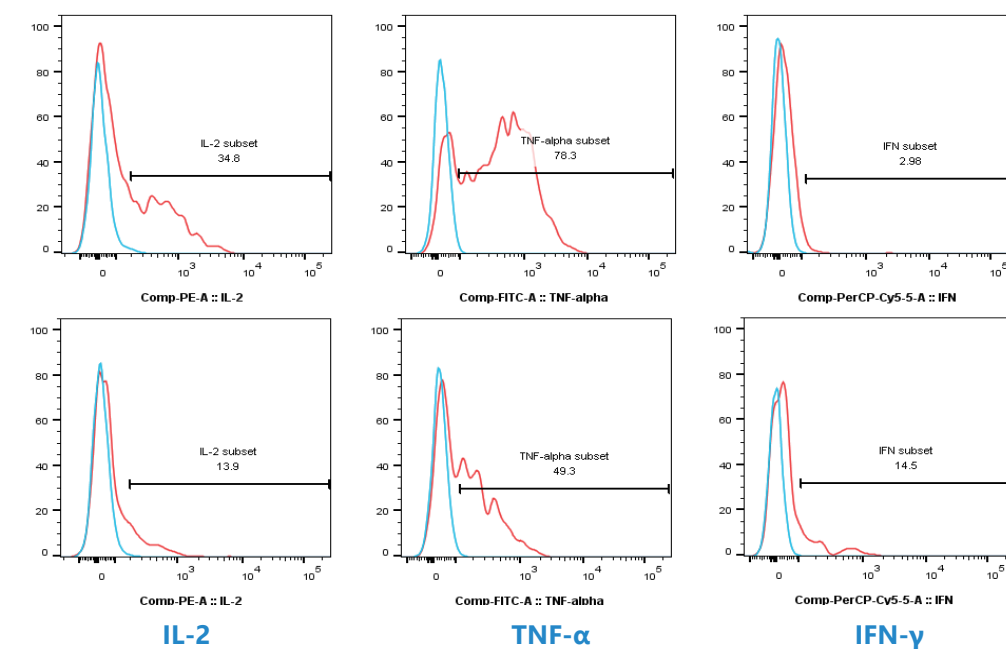 100
80
60
40
20
0
IL-2 subset
34.8
0 10^3 10^4 10^5
Comp-PE-A :: IL-2
100
80
60
40
20
0
TNF-alpha subset
78.3
0 10^3 10^4 10^5
Comp-FITC-A :: TNF-alpha
100
80
60
40
20
0
IFN subset
2.98
0 10^3 10^4 10^5
Comp-PerCP-Cy5-5-A :: IFN
100
80
60
40
20
0
IL-2 subset
13.9
0 10^3 10^4 10^5
Comp-PE-A :: IL-2
100
80
60
40
20
0
TNF-alpha subset
49.3
0 10^3 10^4 10^5
Comp-FITC-A :: TNF-alpha
100
80
60
40
20
0
IFN subset
14.5
0 10^3 10^4 10^5
Comp-PerCP-Cy5-5-A :: IFN
IL-2 TNF-α IFN-γ